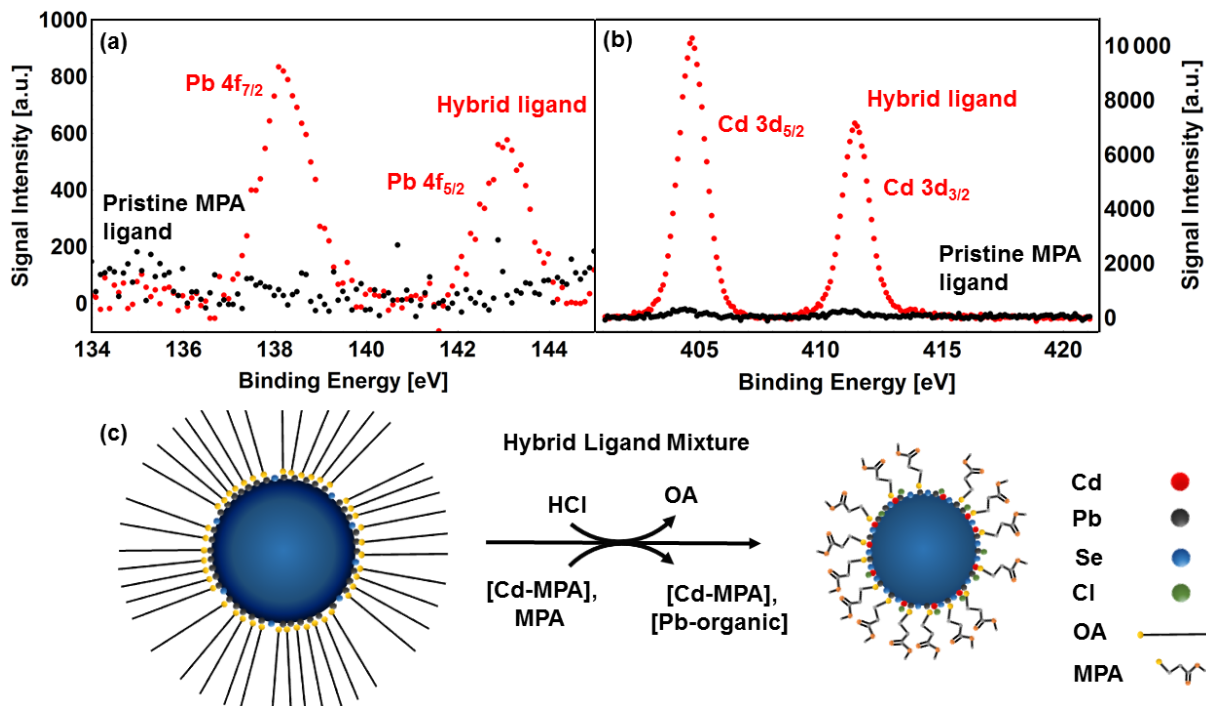 (a)
1000
800
600
400
200
0
Signal Intensity [a.u.]
Pb 4f7/2
Hybrid ligand
Pb 4f5/2
Pristine MPA
ligand
134 136 138 140 142 144
Binding Energy [eV]
(b)
Cd 3d5/2
Hybrid ligand
Cd 3d3/2
Pristine MPA
ligand
10 000
8000
6000
4000
2000
0
Signal Intensity [a.u.]
405 410 415 420
Binding Energy [eV]
(c)
Hybrid Ligand Mixture
HCl OA
[Cd-MPA], [Cd-MPA],
MPA [Pb-organic]
Cd
Pb
Se
Cl
OA
MPA